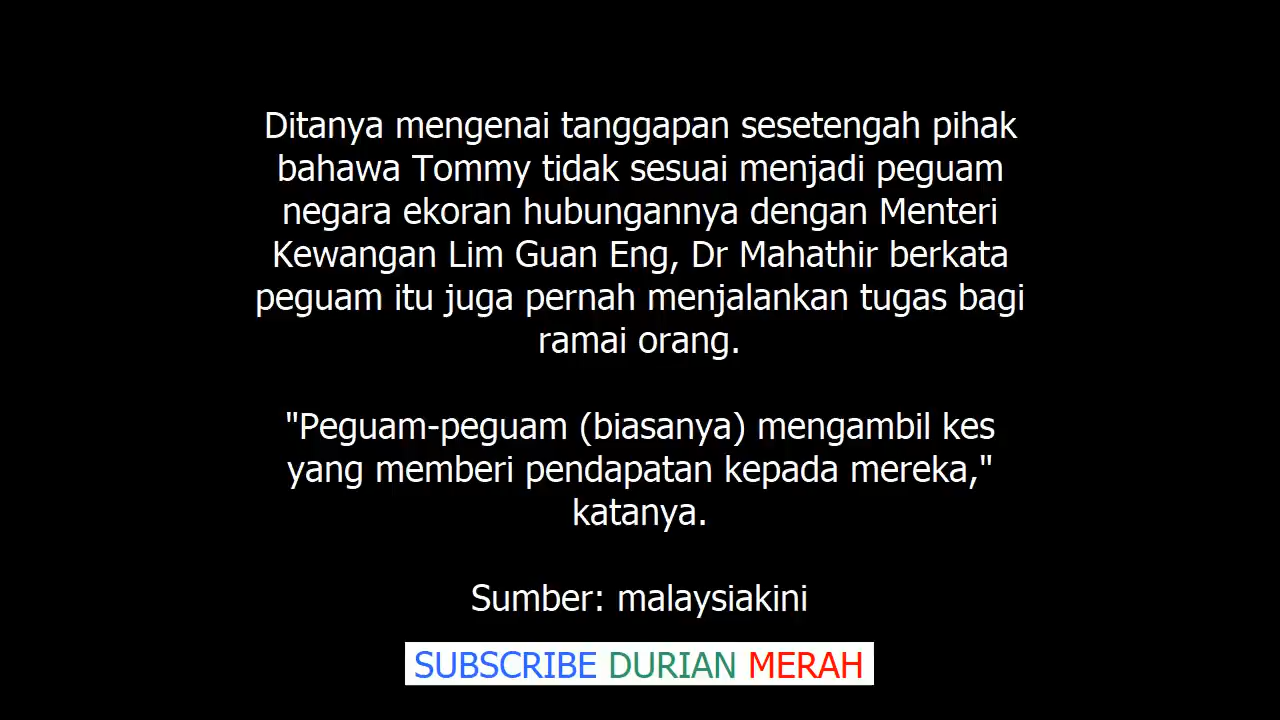 Ditanya mengenai tanggapan sesetengah pihak
bahawa Tommy tidak sesuai menjadi peguam
negara ekoran hubungannya dengan Menteri
Kewangan Lim Guan Eng, Dr Mahathir berkata
peguam itu juga pernah menjalankan tugas bagi
ramai orang.
"Peguam-peguam (biasanya) mengambil kes
yang memberi pendapatan kepada mereka,"
katanya.
Sumber: malaysiakini
SUBSCRIBE DURIAN MERAH